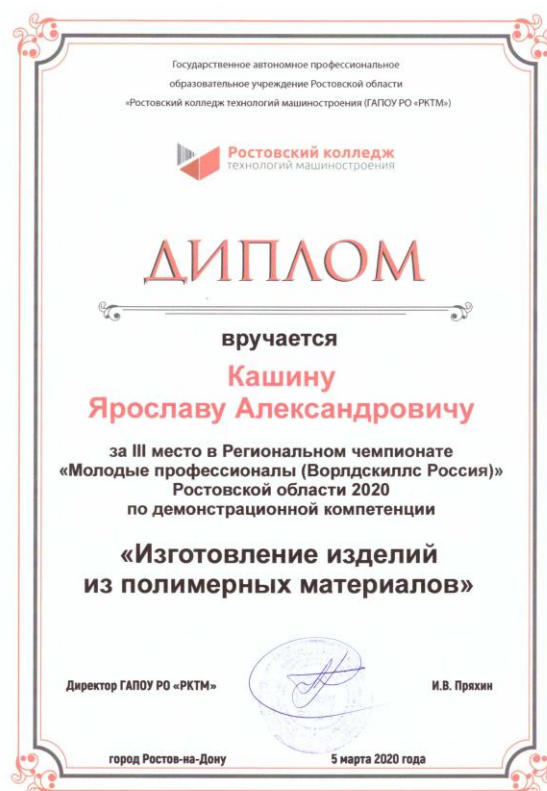 Государственное автономное профессиональное
образовательное учреждение Ростовской области
«Ростовский колледж технологий машиностроения (ГАПОУ РО «РКТМ»)
Ростовский колледж
технологий машиностроения
ДИПЛОМ
вручается
Кашину
Ярославу Александровичу
за III место в Региональном чемпионате
«Молодые профессионалы (Ворлдскиллс Россия)»
Ростовской области 2020
по демонстрационной компетенции
«Изготовление изделий
из полимерных материалов»
Директор ГАПОУ РО «РКТМ»
И.В. Пряхин
город Ростов-на-Дону
5 марта 2020 года